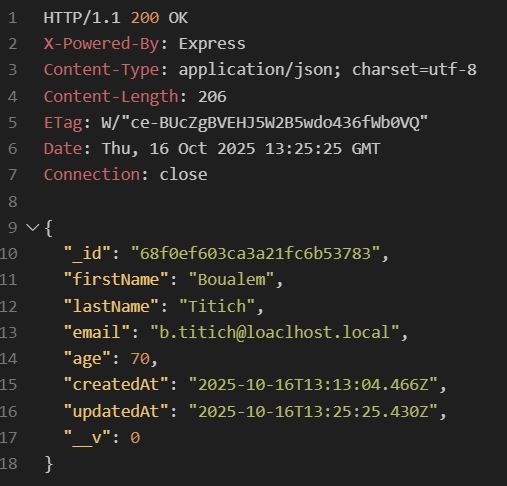 1 HTTP/1.1 200 OK
2 X-Powered-By: Express
3 Content-Type: application/json; charset=utf-8
4 Content-Length: 206
5 ETag: W/"ce-BUcZgBVEHJ5W2B5wdo436fWb0VQ"
6 Date: Thu, 16 Oct 2025 13:25:25 GMT
7 Connection: close
8
9 {
10 "_id": "68f0ef603ca3a21fc6b53783",
11 "firstName": "Boualem",
12 "lastName": "Titich",
13 "email": "b.titich@loaclhost.local",
14 "age": 70,
15 "createdAt": "2025-10-16T13:13:04.466Z",
16 "updatedAt": "2025-10-16T13:25:25.430Z",
17 "__v": 0
18 }